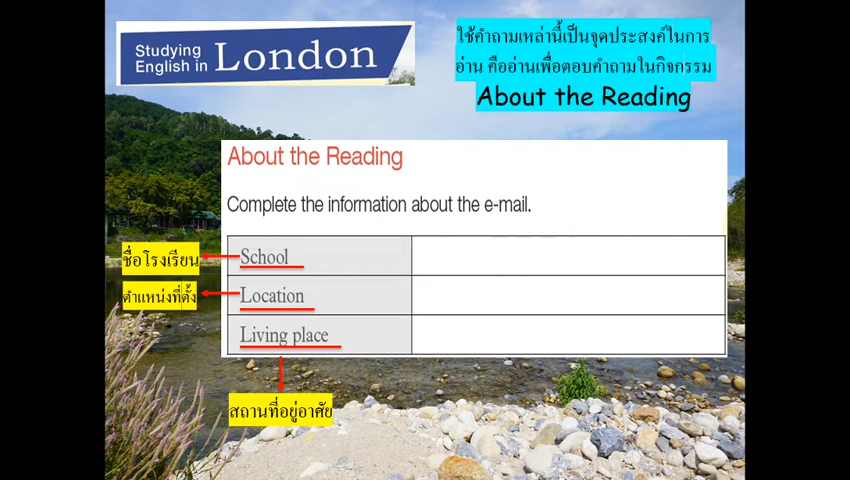 Studying
English in London
ใช้คำถามเหล่านี้เป็นจุดประสงค์ในการ
อ่าน คืออ่านเพื่อตอบคำถามในกิจกรรม
About the Reading
About the Reading
Complete the information about the e-mail.
ชื่อโรงเรียน School
ตำแหน่งที่ตั้ง Location
Living place
สถานที่อยู่อาศัย